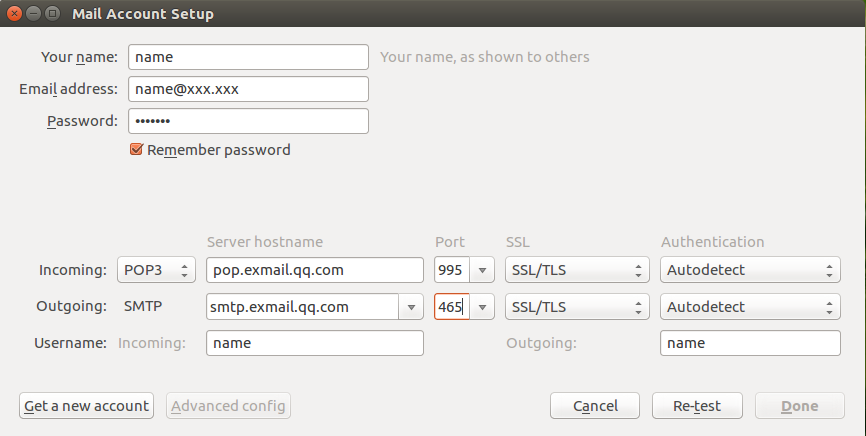 Mail Account Setup
Your name: name Your name, as shown to others
Email address: name@xxx.xxx
Password: •••••••
Remember password
Server hostname Port SSL Authentication
Incoming: POP3 pop.exmail.qq.com 995 SSL/TLS Autodetect
Outgoing: SMTP smtp.exmail.qq.com 465 SSL/TLS Autodetect
Username: Incoming: name Outgoing: name
Get a new account Advanced config Cancel Re-test Done